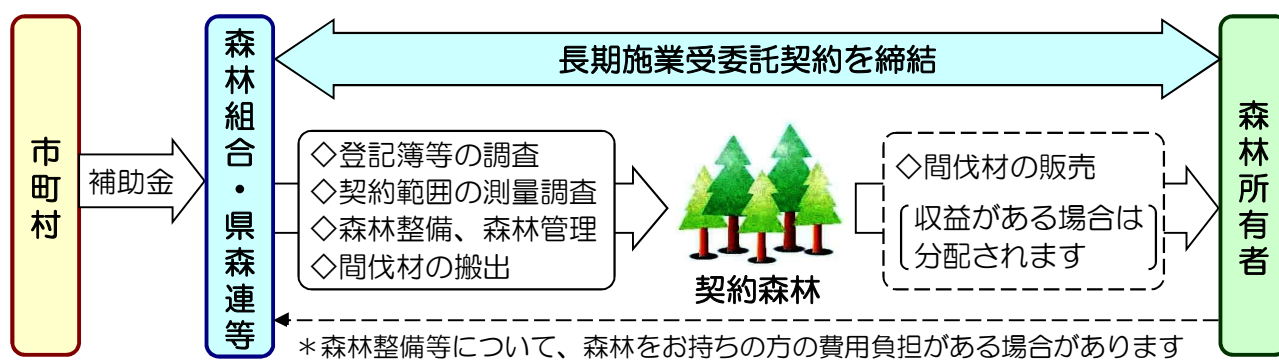 市町村
補助金
森林組合・県森連等
長期施業受委託契約を締結
◇登記簿等の調査
◇契約範囲の測量調査
◇森林整備、森林管理
◇間伐材の搬出
契約森林
◇間伐材の販売
収益がある場合は
分配されます
森林所有者
＊森林整備等について、森林をお持ちの方の費用負担がある場合があります